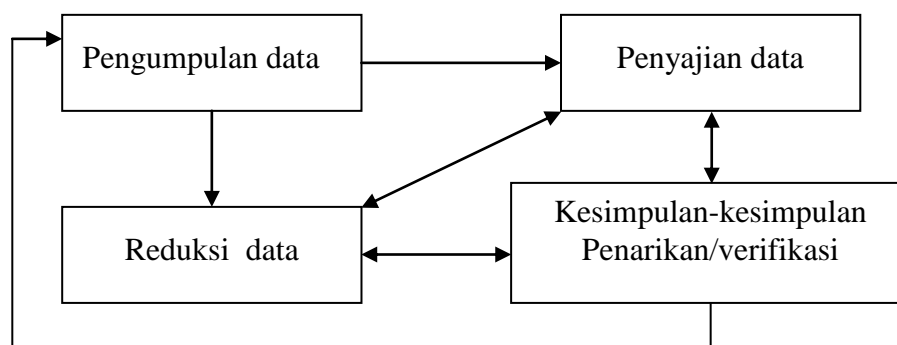 Pengumpulan data
Penyajian data
Reduksi data
Kesimpulan-kesimpulan
Penarikan/verifikasi